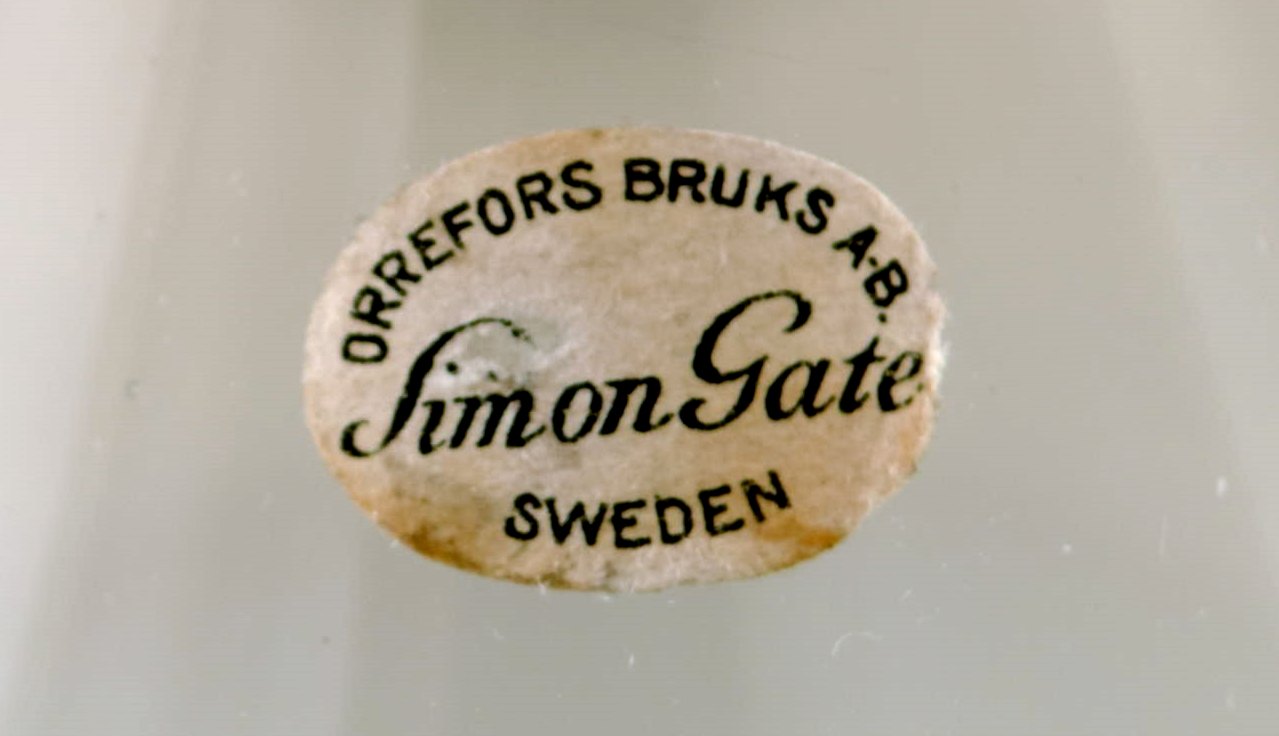 ORREFORS BRUKS A-B.
Simon Gate
SWEDEN